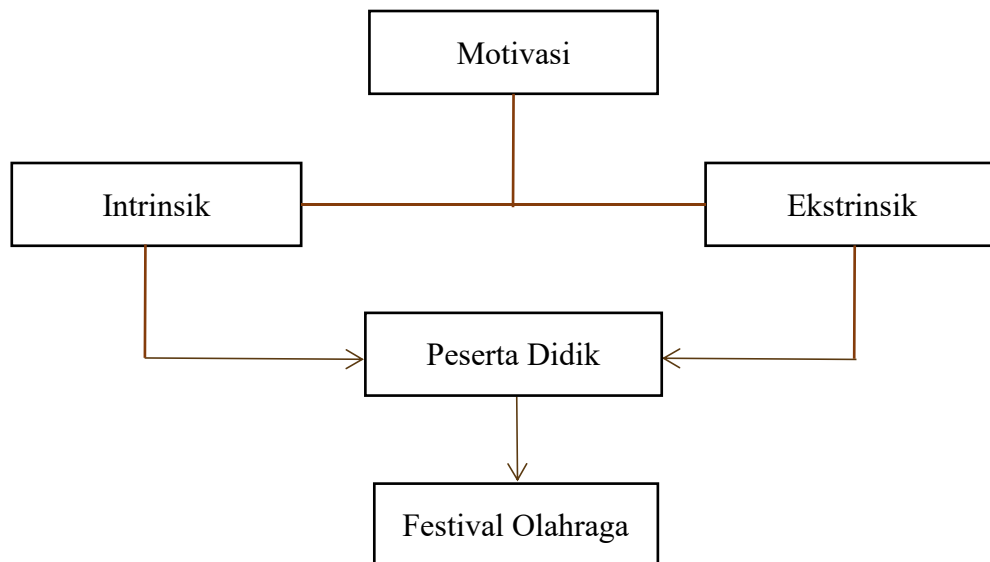 Motivasi
Intrinsik
Ekstrinsik
Peserta Didik
Festival Olahraga